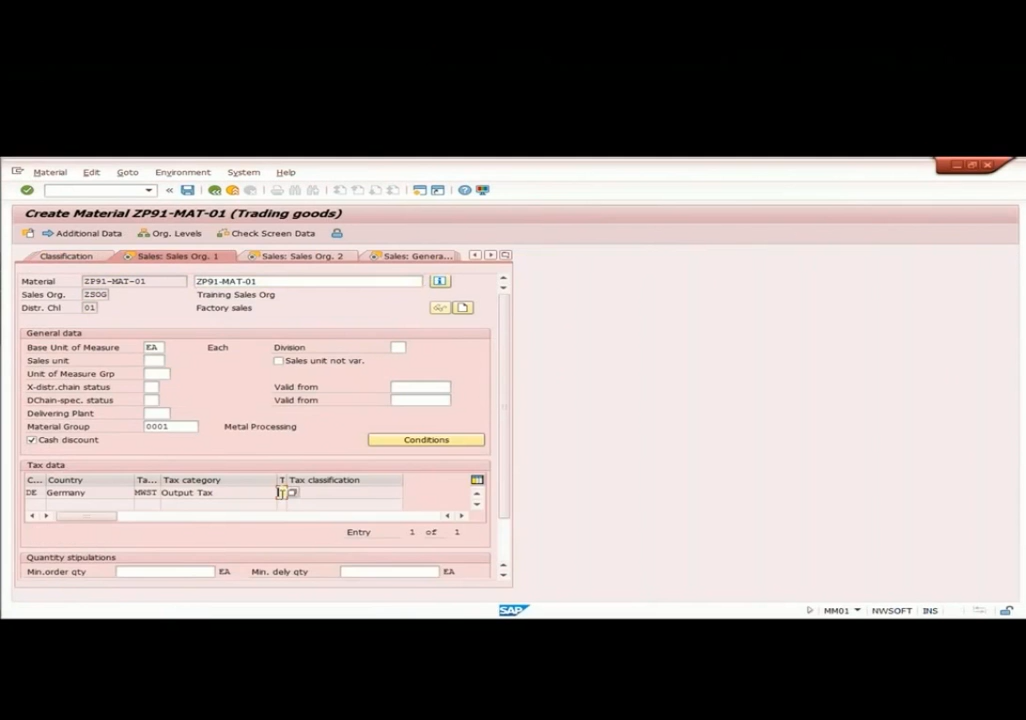 Material Edit Goto Environment System Help
Create Material ZP91-MAT-01 (Trading goods)
Additional Data Org. Levels Check Screen Data
Classification Sales: Sales Org. 1 Sales: Sales Org. 2 Sales: Genera...
Material ZP91-MAT-01 ZP91-MAT-01
Sales Org. ZSOG Training Sales Org
Distr. Chl 01 Factory sales
General data
Base Unit of Measure EA Each Division
Sales unit Sales unit not var.
Unit of Measure Grp
X-distr.chain status Valid from
DChain-spec. status Valid from
Delivering Plant
Material Group 0001 Metal Processing
Cash discount Conditions
Tax data
C... Country Ta... Tax category T Tax classification
DE Germany MWST Output Tax
Entry 1 of 1
Quantity stipulations
Min.order qty EA Min. dely qty EA
SAP MM01 NWSOFT INS